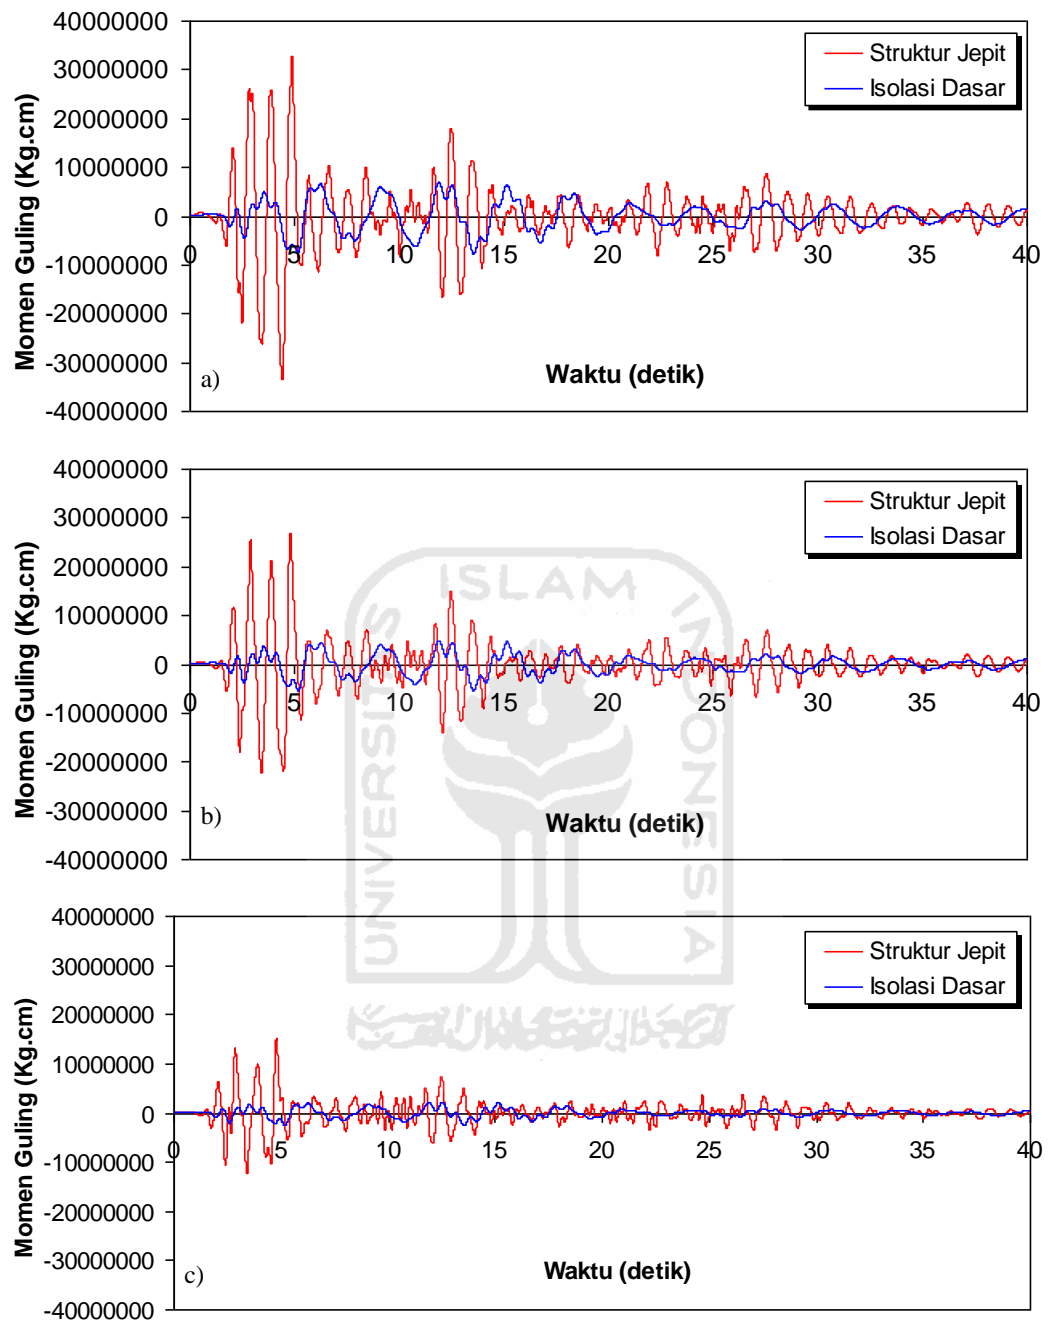 Momen Guling (Kg.cm)
40000000
30000000
20000000
10000000
0
-10000000
-20000000
-30000000
-40000000
0 5 10 15 20 25 30 35 40
Struktur Jepit
Isolasi Dasar
a)
Waktu (detik)
Momen Guling (Kg.cm)
40000000
30000000
20000000
10000000
0
-10000000
-20000000
-30000000
-40000000
0 5 10 15 20 25 30 35 40
Struktur Jepit
Isolasi Dasar
b)
Waktu (detik)
UNIVERSITAS
ISLAM
INDONESIA
Momen Guling (Kg.cm)
40000000
30000000
20000000
10000000
0
-10000000
-20000000
-30000000
-40000000
0 5 10 15 20 25 30 35 40
Struktur Jepit
Isolasi Dasar
c)
Waktu (detik)